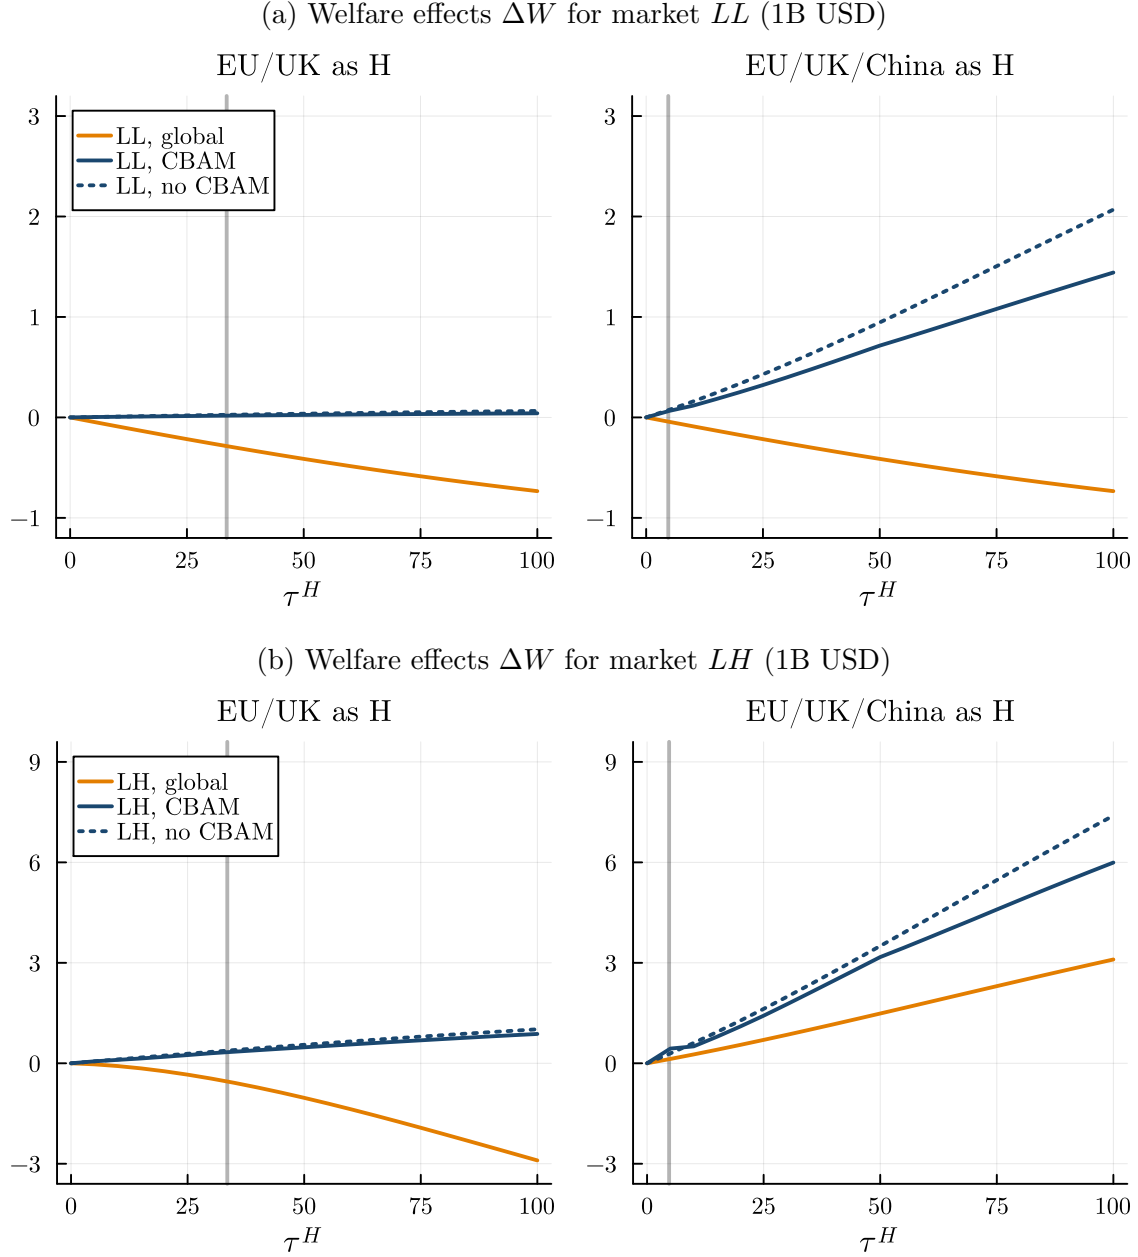 (a) Welfare effects ΔW for market LL (1B USD)
EU/UK as H
EU/UK/China as H
3
2
1
0
−1
LL, global
LL, CBAM
LL, no CBAM
0 25 50 75 100
τ^H
3
2
1
0
−1
0 25 50 75 100
τ^H
(b) Welfare effects ΔW for market LH (1B USD)
EU/UK as H
EU/UK/China as H
9
6
3
0
−3
LH, global
LH, CBAM
LH, no CBAM
0 25 50 75 100
τ^H
9
6
3
0
−3
0 25 50 75 100
τ^H